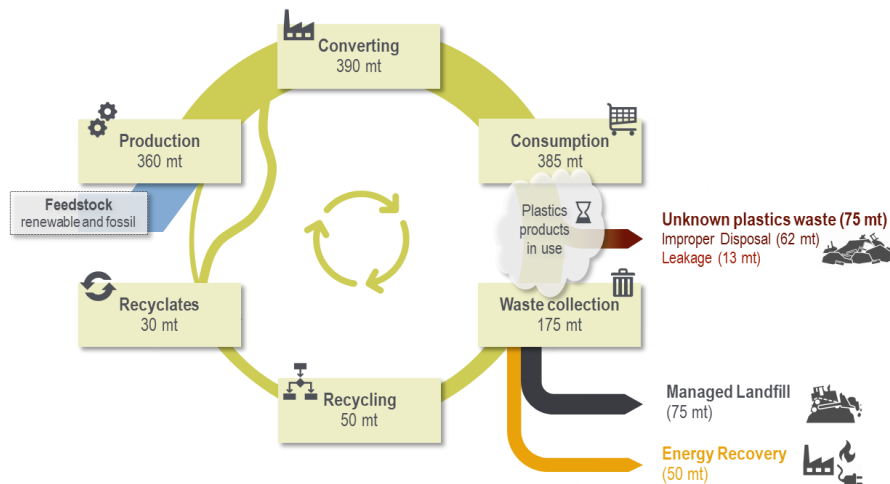 Converting
390 mt
Production
360 mt
Consumption
385 mt
Feedstock
renewable and fossil
Plastics
products
in use
Unknown plastics waste (75 mt)
Improper Disposal (62 mt)
Leakage (13 mt)
Recyclates
30 mt
Waste collection
175 mt
Recycling
50 mt
Managed Landfill
(75 mt)
Energy Recovery
(50 mt)